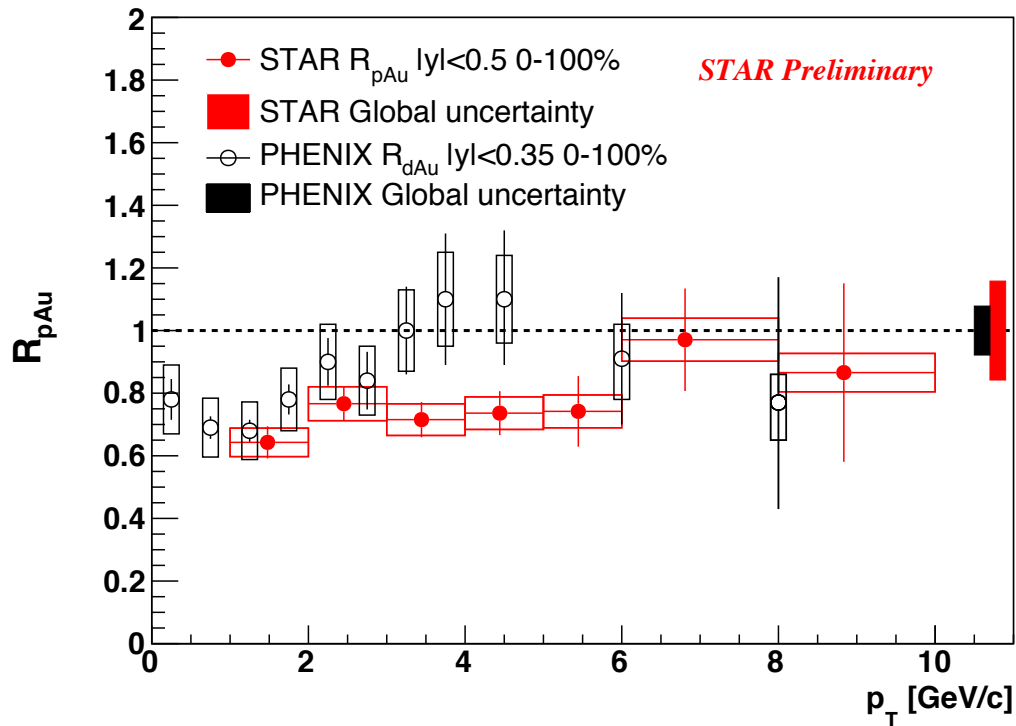 2
1.8
1.6
1.4
1.2
1
0.8
0.6
0.4
0.2
0
R_pAu
STAR R_pAu |y|<0.5 0-100%
STAR Preliminary
STAR Global uncertainty
PHENIX R_dAu |y|<0.35 0-100%
PHENIX Global uncertainty
0 2 4 6 8 10
p_T [GeV/c]